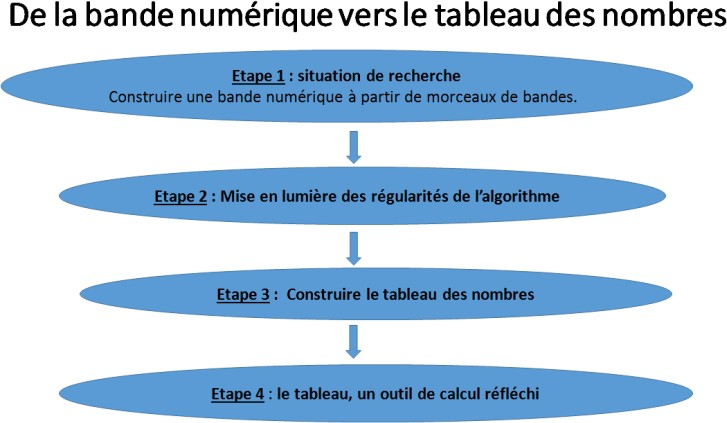 De la bande numérique vers le tableau des nombres
Etape 1 : situation de recherche
Construire une bande numérique à partir de morceaux de bandes.
Etape 2 : Mise en lumière des régularités de l’algorithme
Etape 3 : Construire le tableau des nombres
Etape 4 : le tableau, un outil de calcul réfléchi